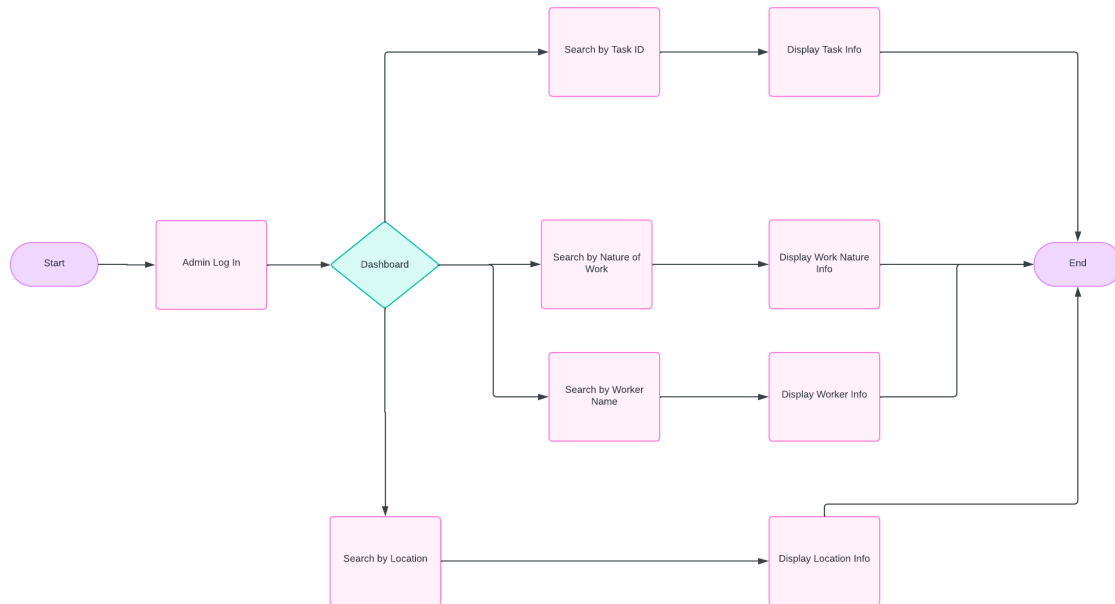 Search by Task ID
Display Task Info
Start
Admin Log In
Dashboard
Search by Nature of
Work
Display Work Nature
Info
End
Search by Worker
Name
Display Worker Info
Search by Location
Display Location Info